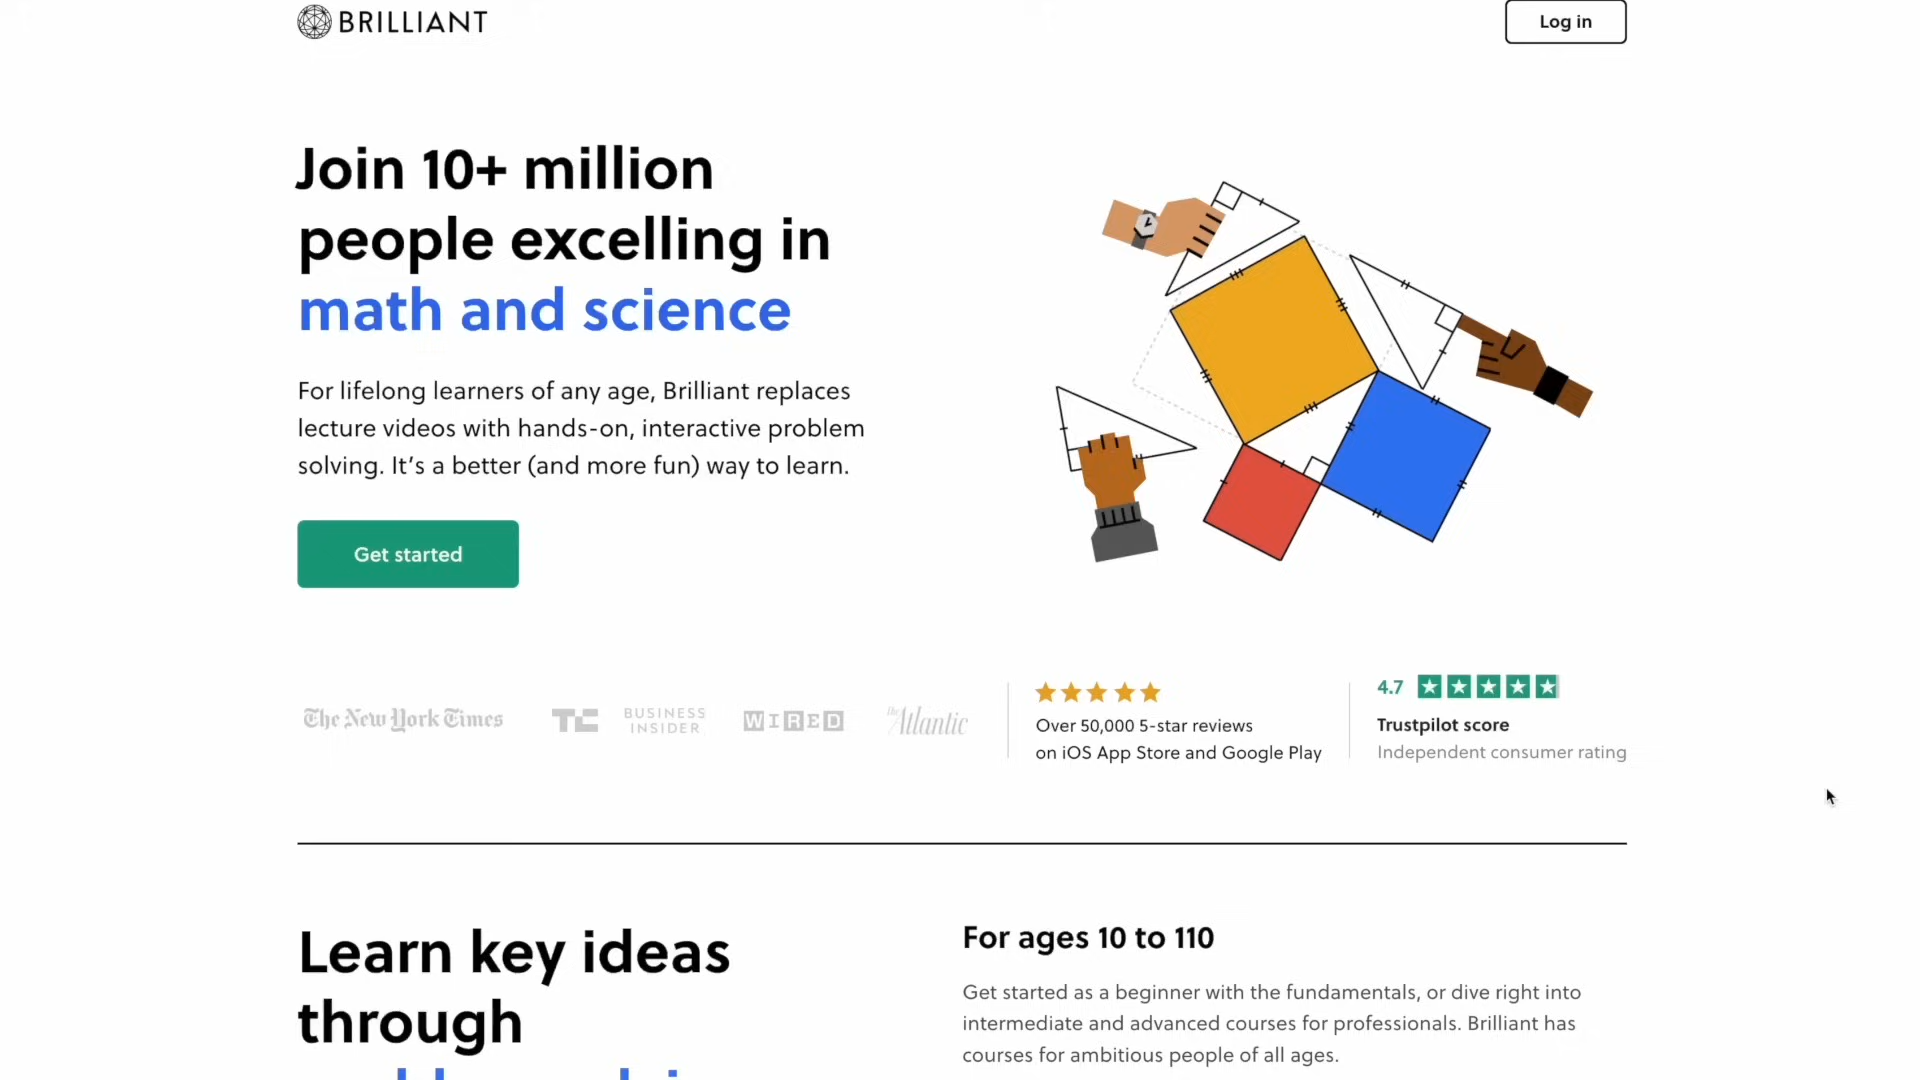 BRILLIANT
Log in
Join 10+ million
people excelling in
math and science
For lifelong learners of any age, Brilliant replaces
lecture videos with hands-on, interactive problem
solving. It’s a better (and more fun) way to learn.
Get started
The New York Times
TC
BUSINESS
INSIDER
WIRED
The Atlantic
Over 50,000 5-star reviews
on iOS App Store and Google Play
4.7
Trustpilot score
Independent consumer rating
Learn key ideas
through
For ages 10 to 110
Get started as a beginner with the fundamentals, or dive right into
intermediate and advanced courses for professionals. Brilliant has
courses for ambitious people of all ages.